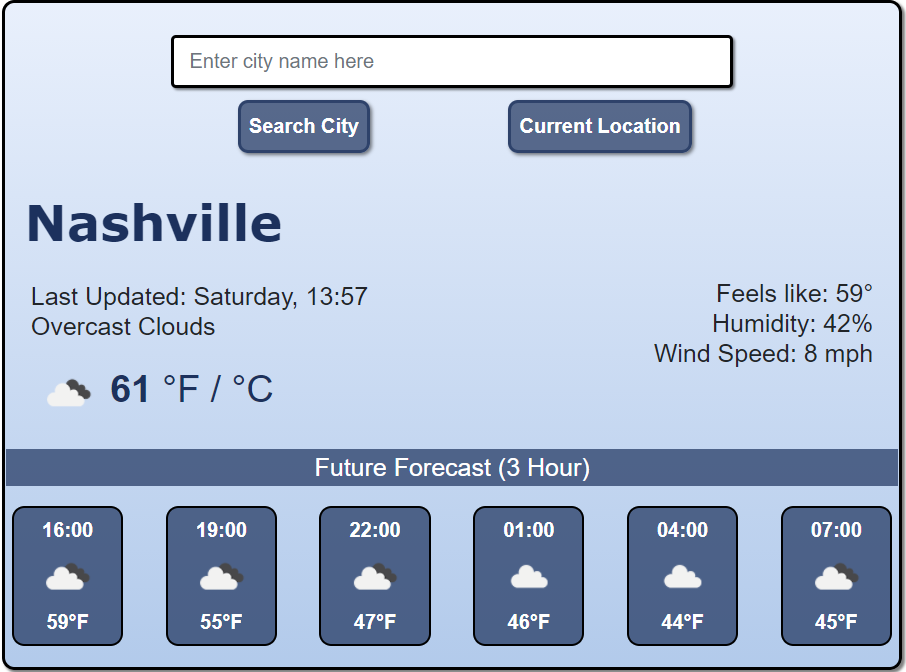 Enter city name here
Search City
Current Location
Nashville
Last Updated: Saturday, 13:57
Overcast Clouds
Feels like: 59°
Humidity: 42%
Wind Speed: 8 mph
61 °F / °C
Future Forecast (3 Hour)
16:00
59°F
19:00
55°F
22:00
47°F
01:00
46°F
04:00
44°F
07:00
45°F